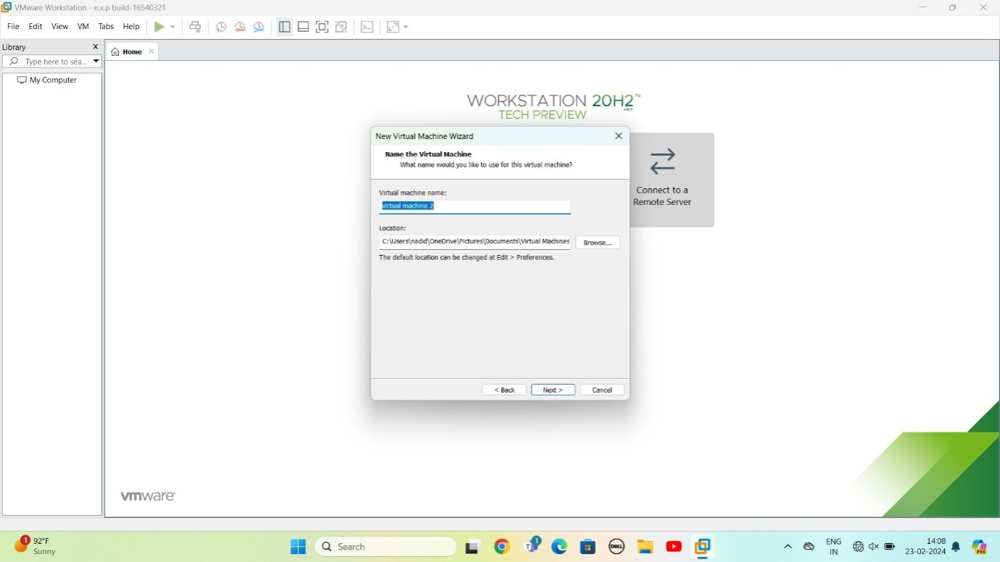 VMware Workstation - e.x.p build-16540321
File Edit View VM Tabs Help
Library
Type here to sea...
My Computer
Home
WORKSTATION 20H2™
JULY
TECH PREVIEW
New Virtual Machine Wizard
Name the Virtual Machine
What name would you like to use for this virtual machine?
Virtual machine name:
virtual machine 2
Location:
C:\Users\nadid\OneDrive\Pictures\Documents\Virtual Machines
Browse...
The default location can be changed at Edit > Preferences.
< Back Next > Cancel
Connect to a
Remote Server
vmware®
1
92°F
Sunny
Search
1
DELL
ENG
IN
14:08
23-02-2024
PRE